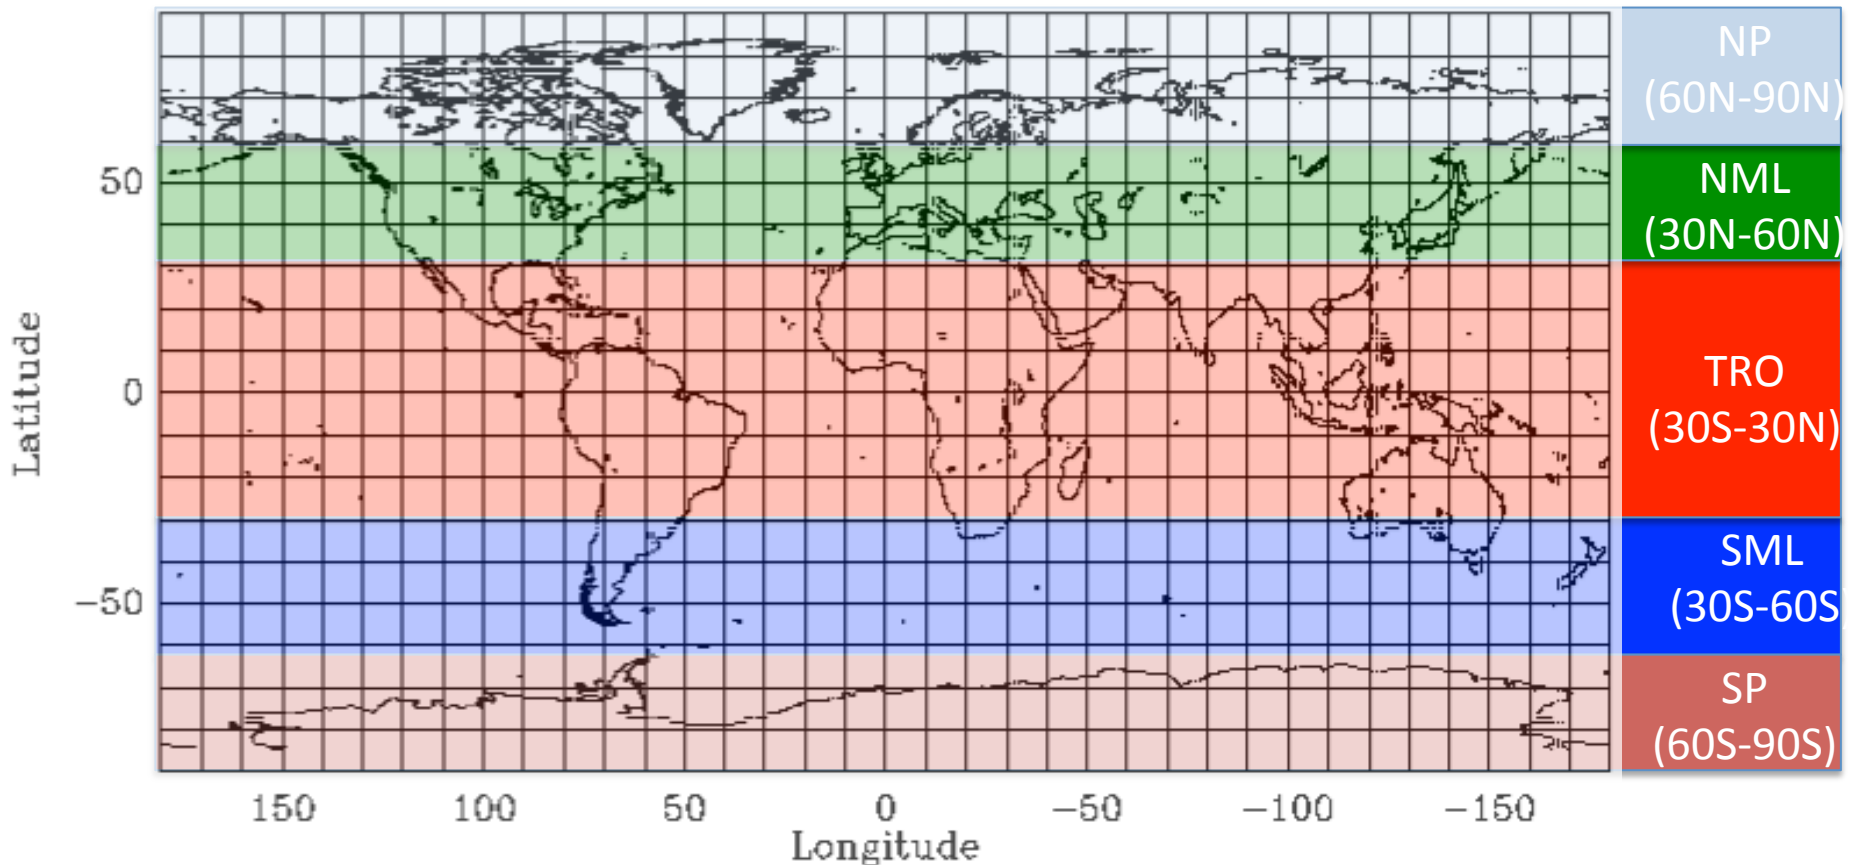 NP
(60N-90N)
NML
(30N-60N)
TRO
(30S-30N)
SML
(30S-60S
SP
(60S-90S)
Latitude
50
0
−50
150 100 50 0 −50 −100 −150
Longitude